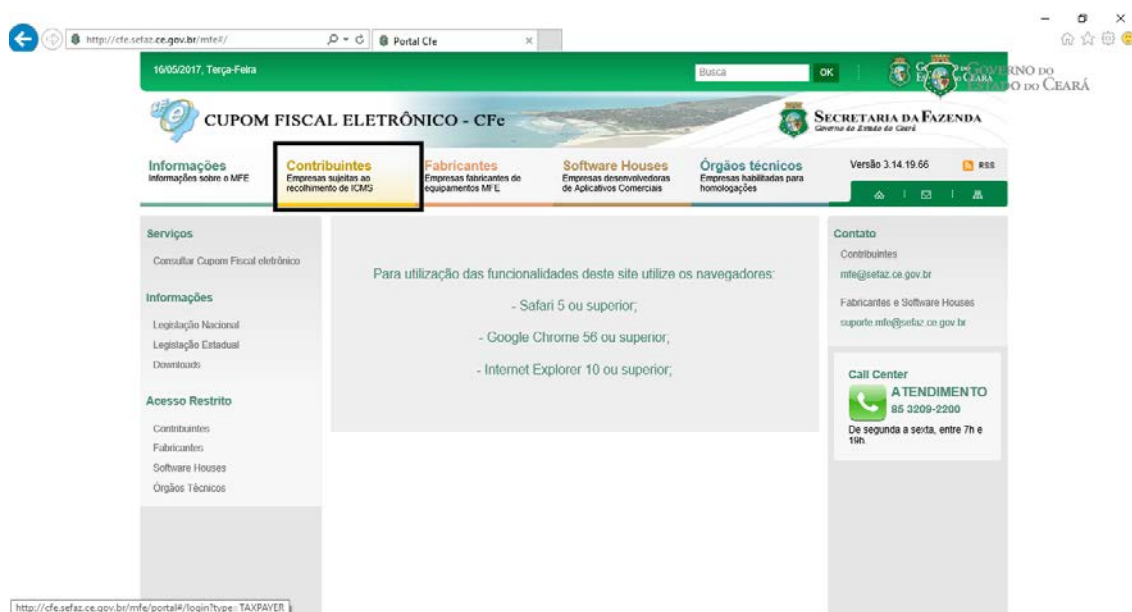 http://cfe.sefaz.ce.gov.br/mfe#/
Portal Cfe
16/05/2017, Terça-Feira
Busca
OK
GOVERNO DO
ESTADO DO CEARÁ
CUPOM FISCAL ELETRÔNICO - CFe
SECRETARIA DA FAZENDA
Governo do Estado do Ceará
Informações
Informações sobre o MFE
Contribuintes
Empresas sujeitas ao
recolhimento de ICMS
Fabricantes
Empresas fabricantes de
equipamentos MFE
Software Houses
Empresas desenvolvedoras
de Aplicativos Comerciais
Órgãos técnicos
Empresas habilitadas para
homologações
Versão 3.14.19.66
RSS
Serviços
Consultar Cupom Fiscal eletrônico
Informações
Legislação Nacional
Legislação Estadual
Downloads
Acesso Restrito
Contribuintes
Fabricantes
Software Houses
Órgãos Técnicos
Para utilização das funcionalidades deste site utilize os navegadores:
- Safari 5 ou superior;
- Google Chrome 56 ou superior;
- Internet Explorer 10 ou superior;
Contato
Contribuintes
mfe@sefaz.ce.gov.br
Fabricantes e Software Houses
suporte.mfe@sefaz.ce.gov.br
Call Center
ATENDIMENTO
85 3209-2200
De segunda a sexta, entre 7h e
19h.
http://cfe.sefaz.ce.gov.br/mfe/portal#/login?type=TAXPAYER